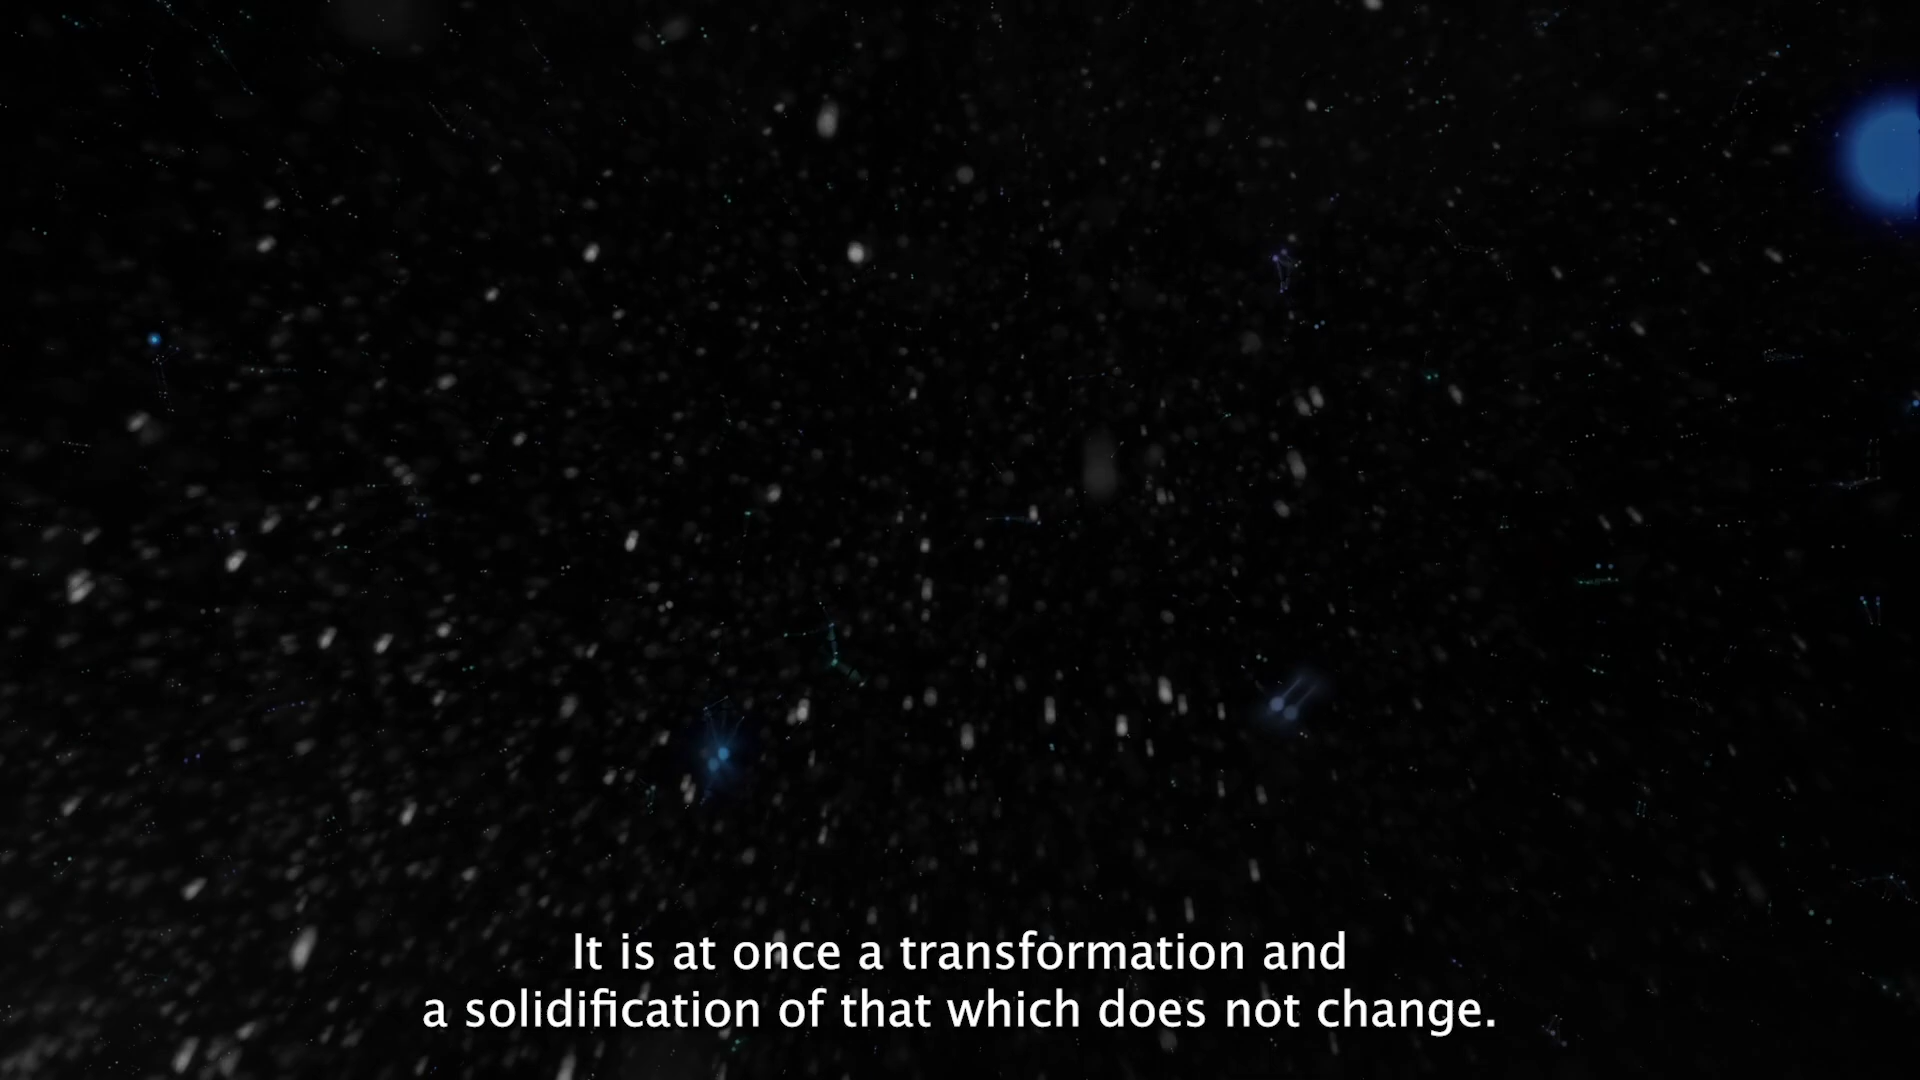 It is at once a transformation and
a solidification of that which does not change.